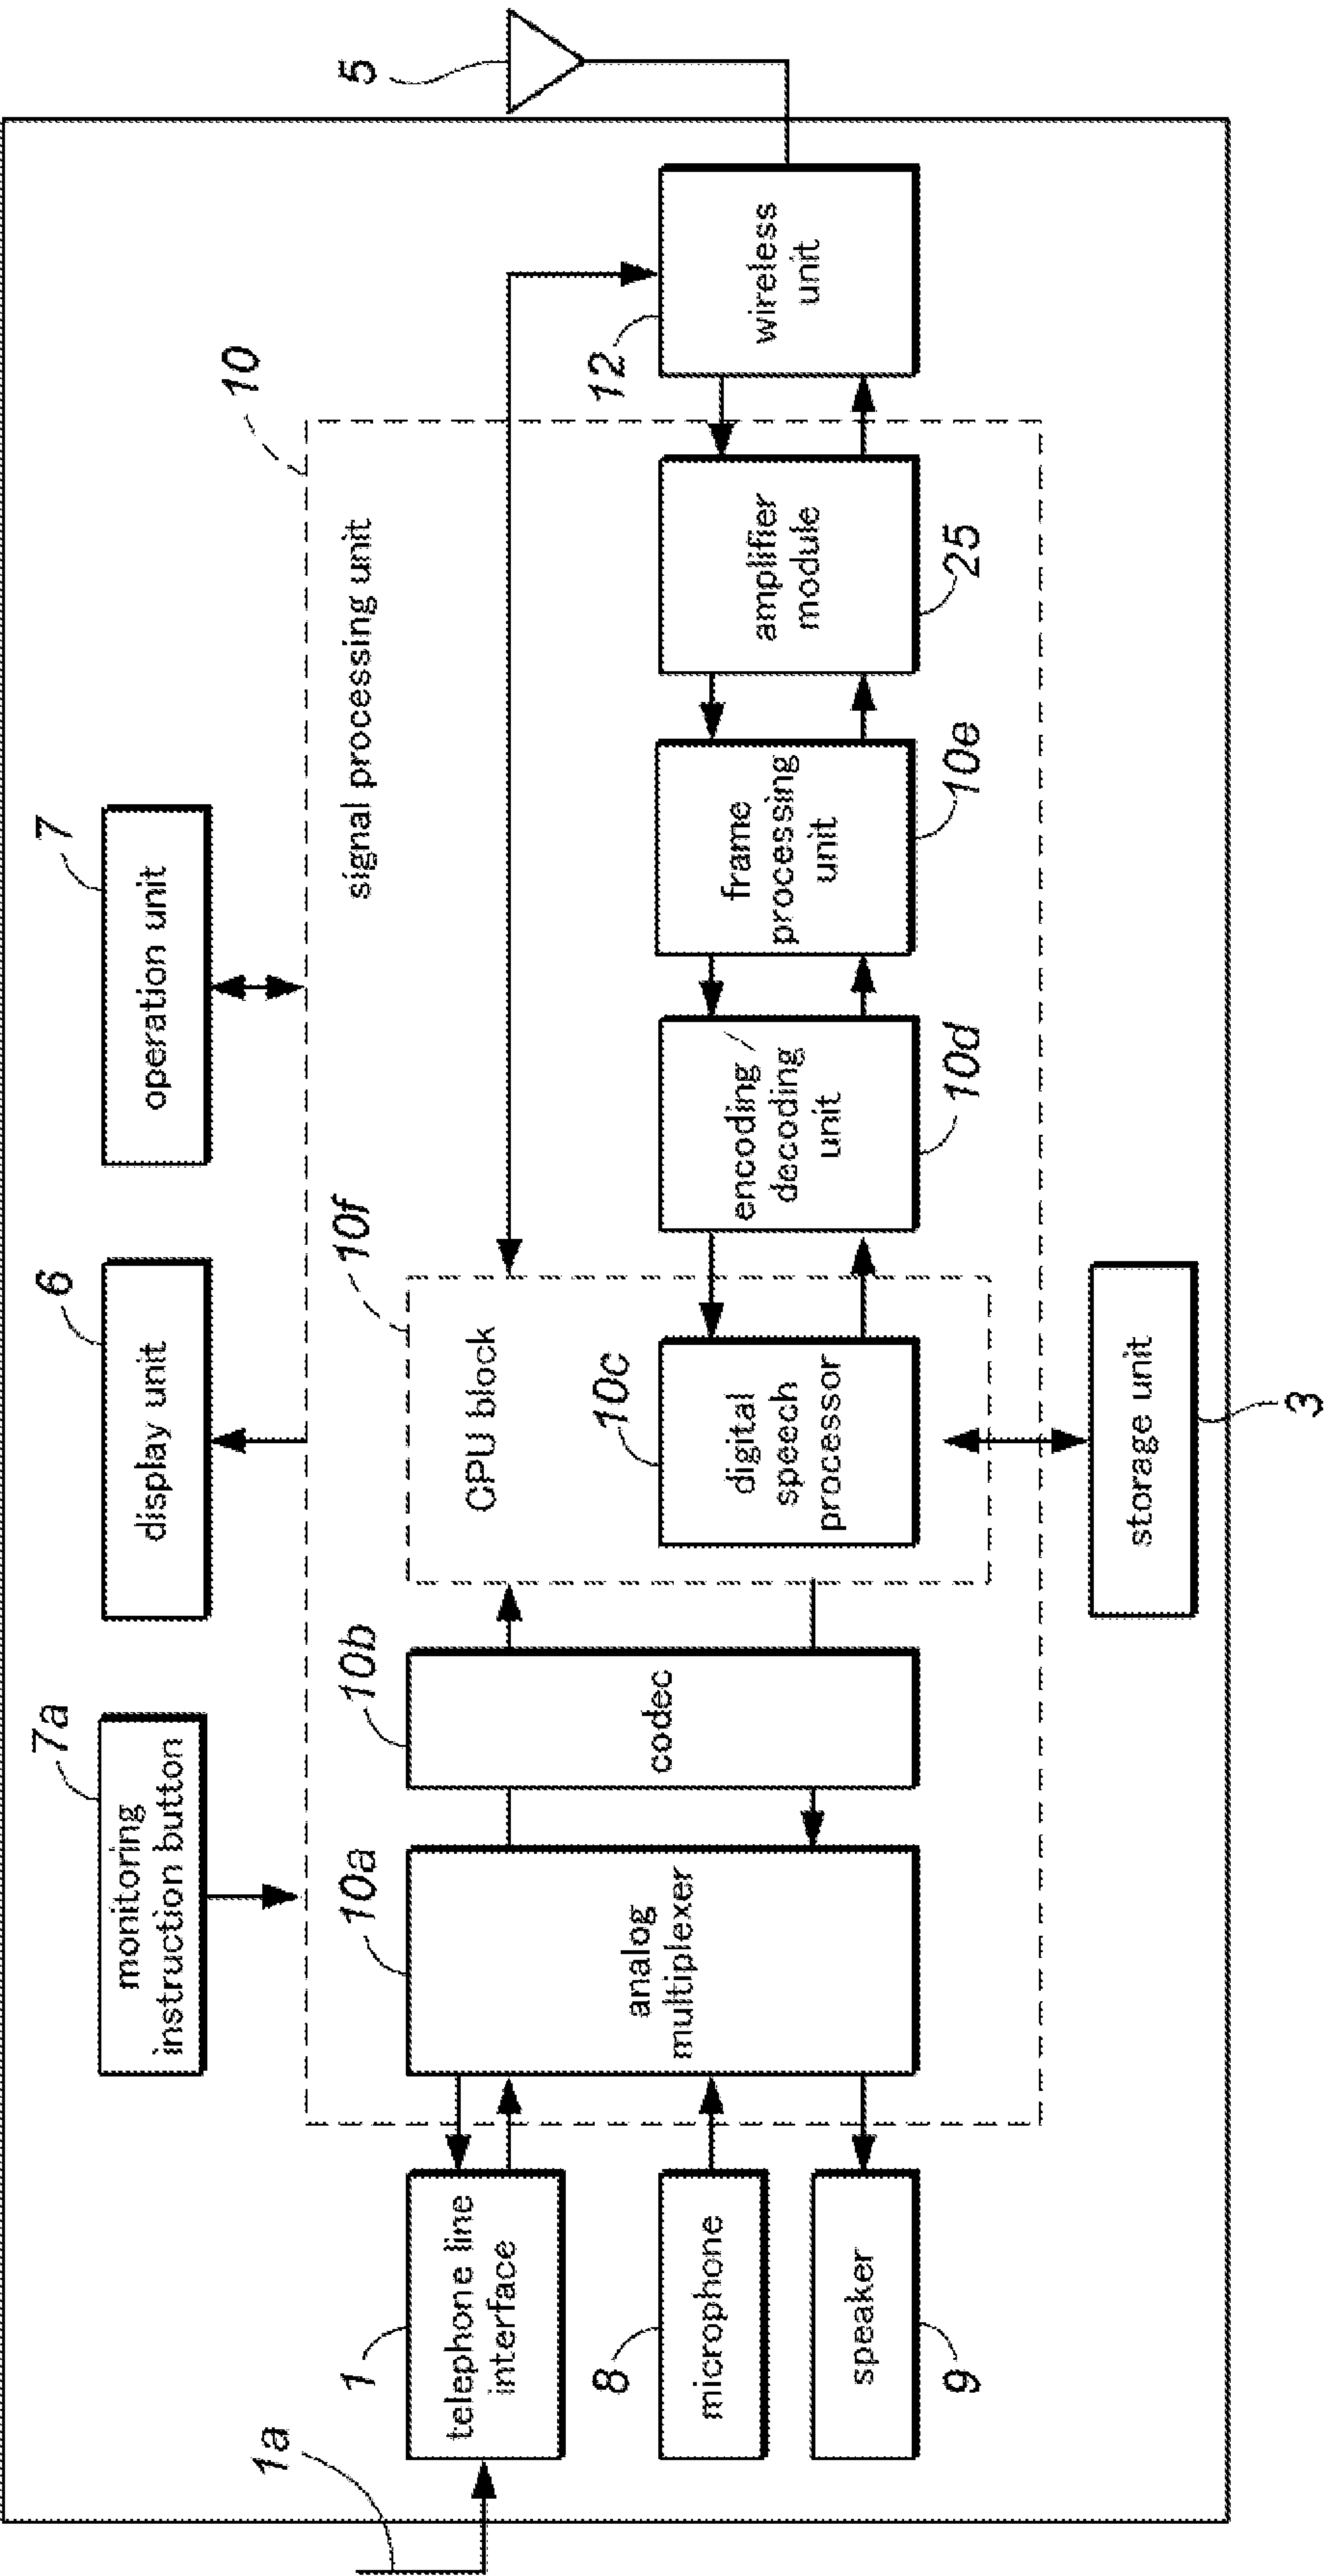 7a
monitoring
instruction button
6
display unit
7
operation unit
10
signal processing unit
5
1a
1
telephone line
interface
8
microphone
speaker
9
10a
analog
multiplexer
10b
codec
10f
CPU block
10c
digital
speech
processor
encoding /
decoding
unit
10d
frame
processing
unit
10e
amplifier
module
25
12
wireless
unit
storage unit
3